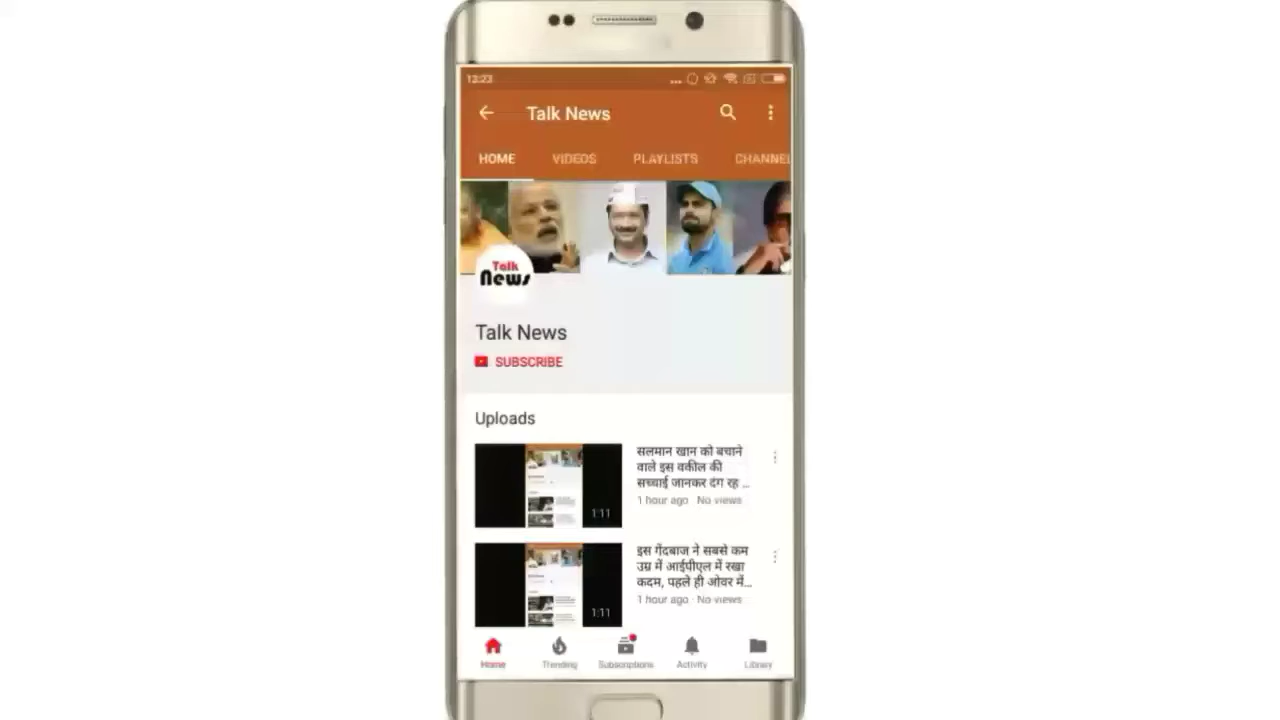 12:23
Talk News
HOME VIDEOS PLAYLISTS CHANNEL
Talk
News
Talk News
SUBSCRIBE
Uploads
सलमान खान को बचाने
वाले इस वकील की
सच्चाई जानकर दंग रह ...
1 hour ago · No views
1:11
इस गेंदबाज ने सबसे कम
उम्र में आईपीएल में रखा
कदम, पहले ही ओवर में...
1 hour ago · No views
1:11
Home Trending Subscriptions Activity Library